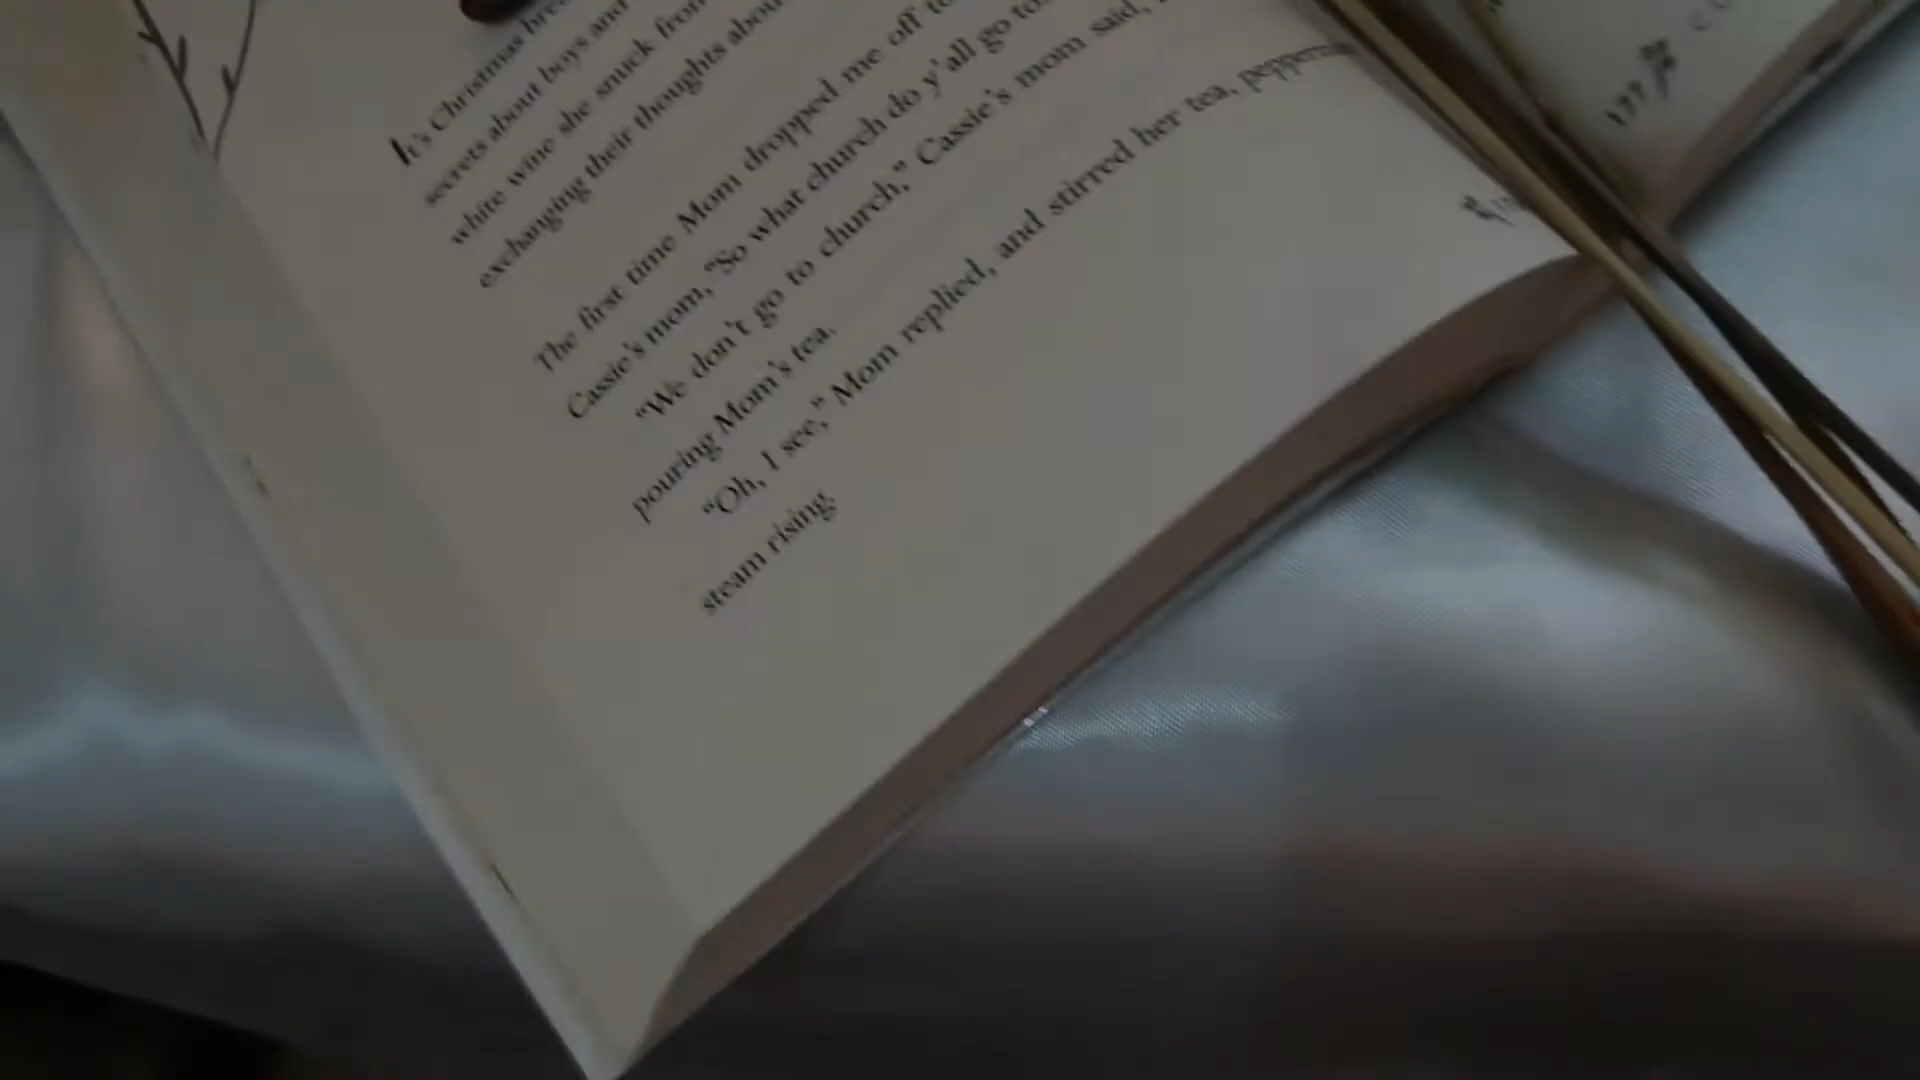 It's Christmas
secrets about boys and
white wine she snuck from
exchanging their thoughts about
The first time Mom dropped me off to
Cassie's mom, “So what church do y'all go to
“We don't go to church,” Cassie's mom said,
pouring Mom's tea.
“Oh, I see,” Mom replied, and stirred her tea,
steam rising